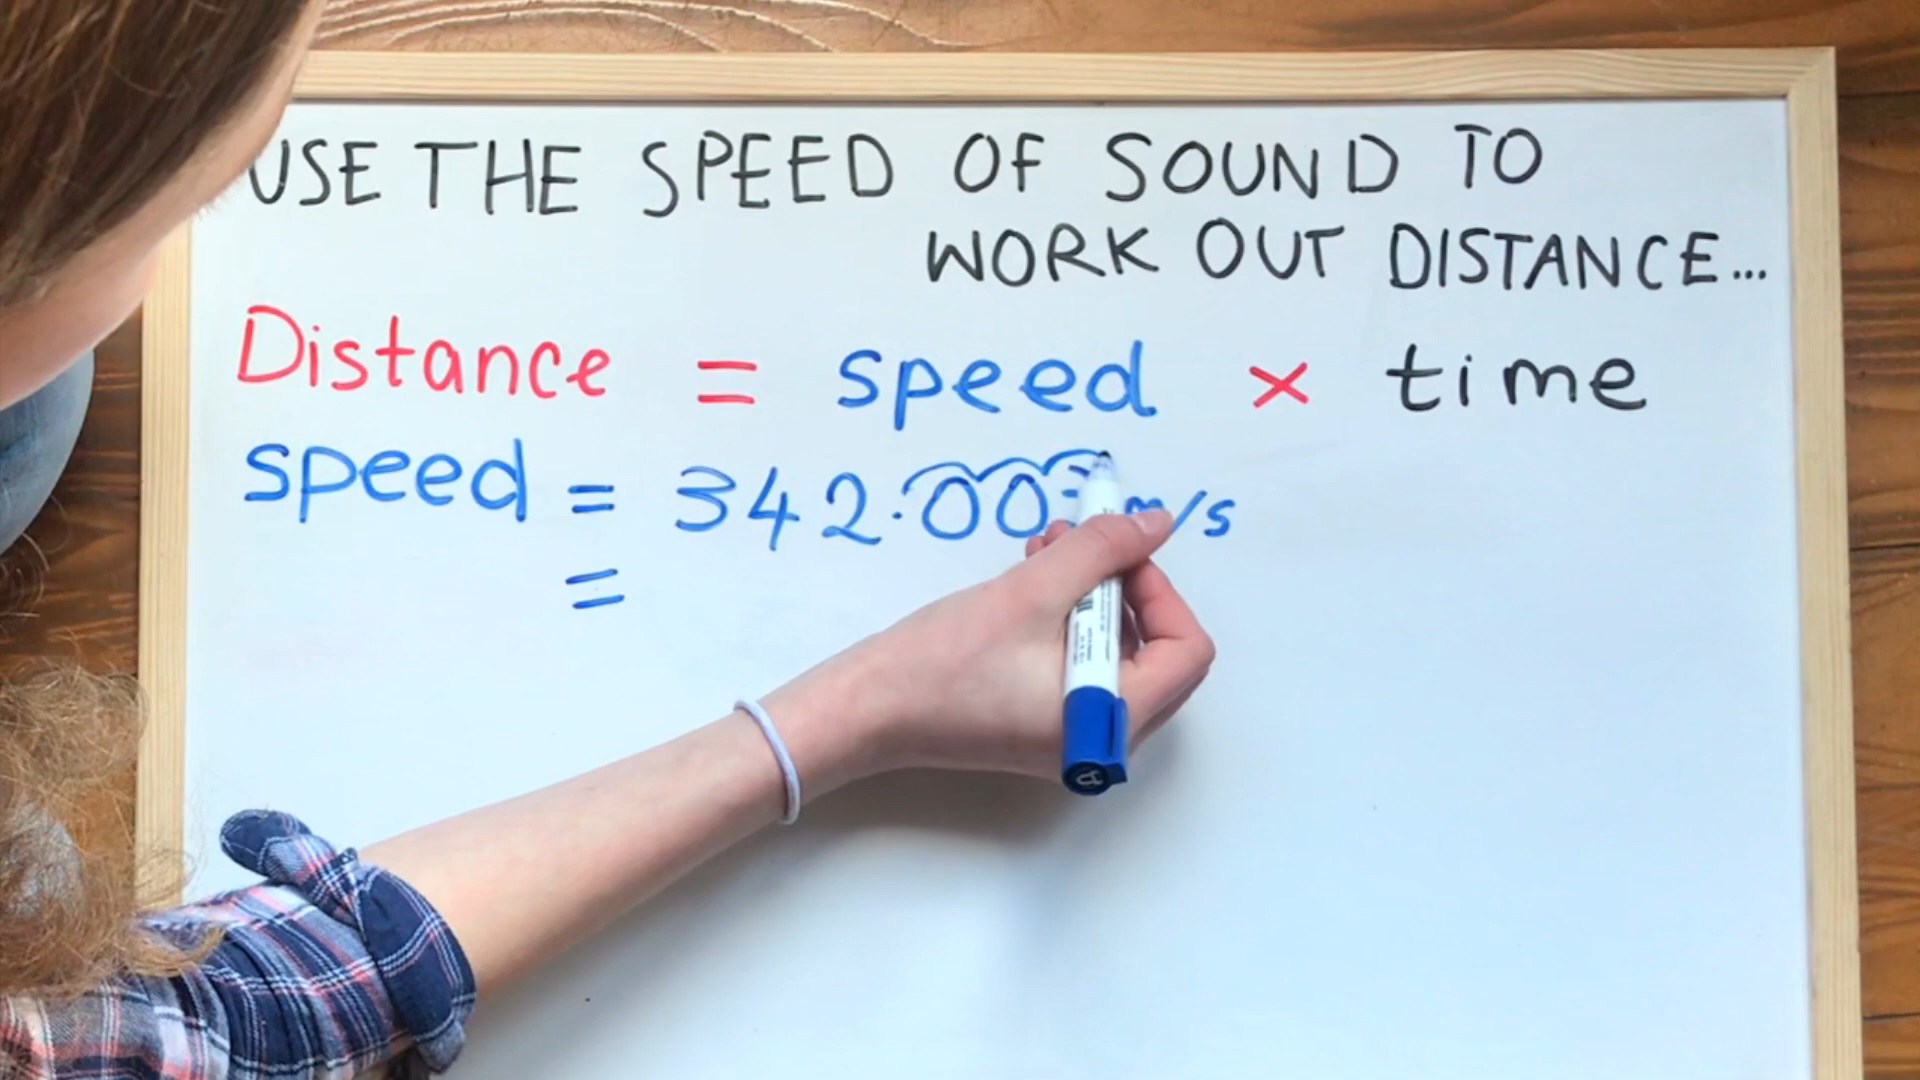 USE THE SPEED OF SOUND TO
WORK OUT DISTANCE...
Distance = speed × time
speed = 342.00 m/s
=